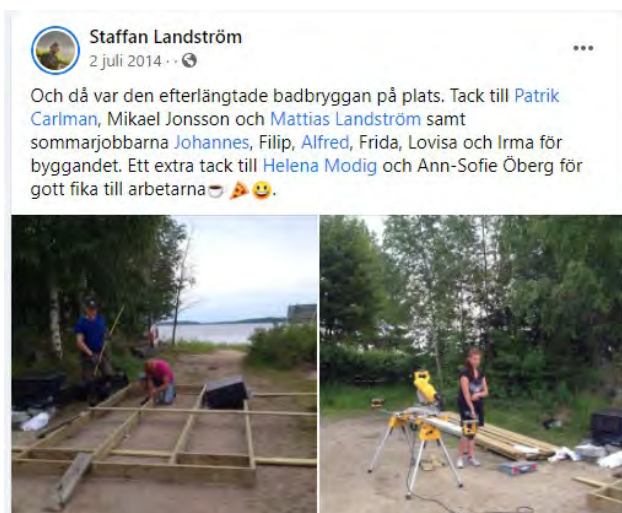 Staffan Landström
2 juli 2014 · ·
Och då var den efterlängtade badbryggan på plats. Tack till Patrik
Carlman, Mikael Jonsson och Mattias Landström samt
sommarjobbarna Johannes, Filip, Alfred, Frida, Lovisa och Irma för
byggandet. Ett extra tack till Helena Modig och Ann-Sofie Öberg för
gott fika till arbetarna☕🍕😃.